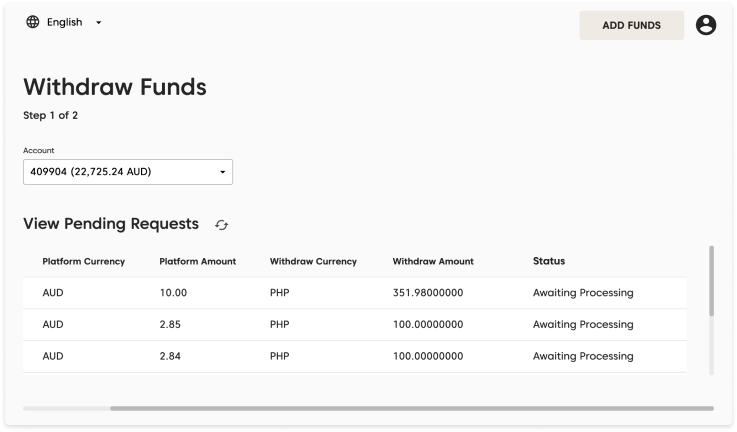 English
ADD FUNDS
Withdraw Funds
Step 1 of 2
Account
409904 (22,725.24 AUD)
View Pending Requests
Platform Currency Platform Amount Withdraw Currency Withdraw Amount Status
AUD 10.00 PHP 351.98000000 Awaiting Processing
AUD 2.85 PHP 100.00000000 Awaiting Processing
AUD 2.84 PHP 100.00000000 Awaiting Processing